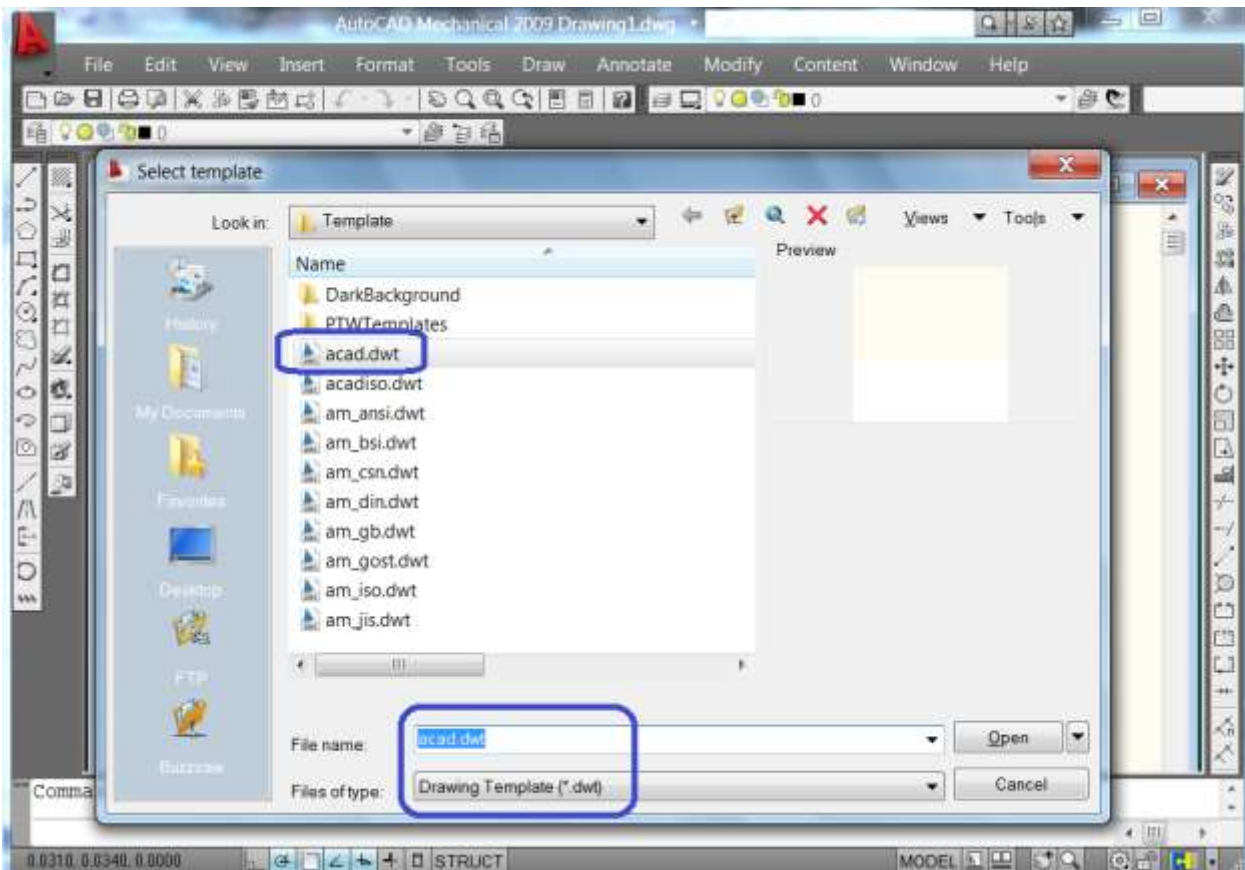 AutoCAD Mechanical 2009 Drawing1.dwg
File Edit View Insert Format Tools Draw Annotate Modify Content Window Help
0
0
Select template
Look in: Template Views Tools
Name
Preview
DarkBackground
PTWTemplates
acad.dwt
acadiso.dwt
am_ansi.dwt
am_bsi.dwt
am_csn.dwt
am_din.dwt
am_gb.dwt
am_gost.dwt
am_iso.dwt
am_jis.dwt
History
My Documents
Favorites
Desktop
FTP
Buzzsaw
File name: acad.dwt Open
Files of type: Drawing Template (*.dwt) Cancel
Comma
0.0310, 0.0340, 0.0000 STRUCT MODEL